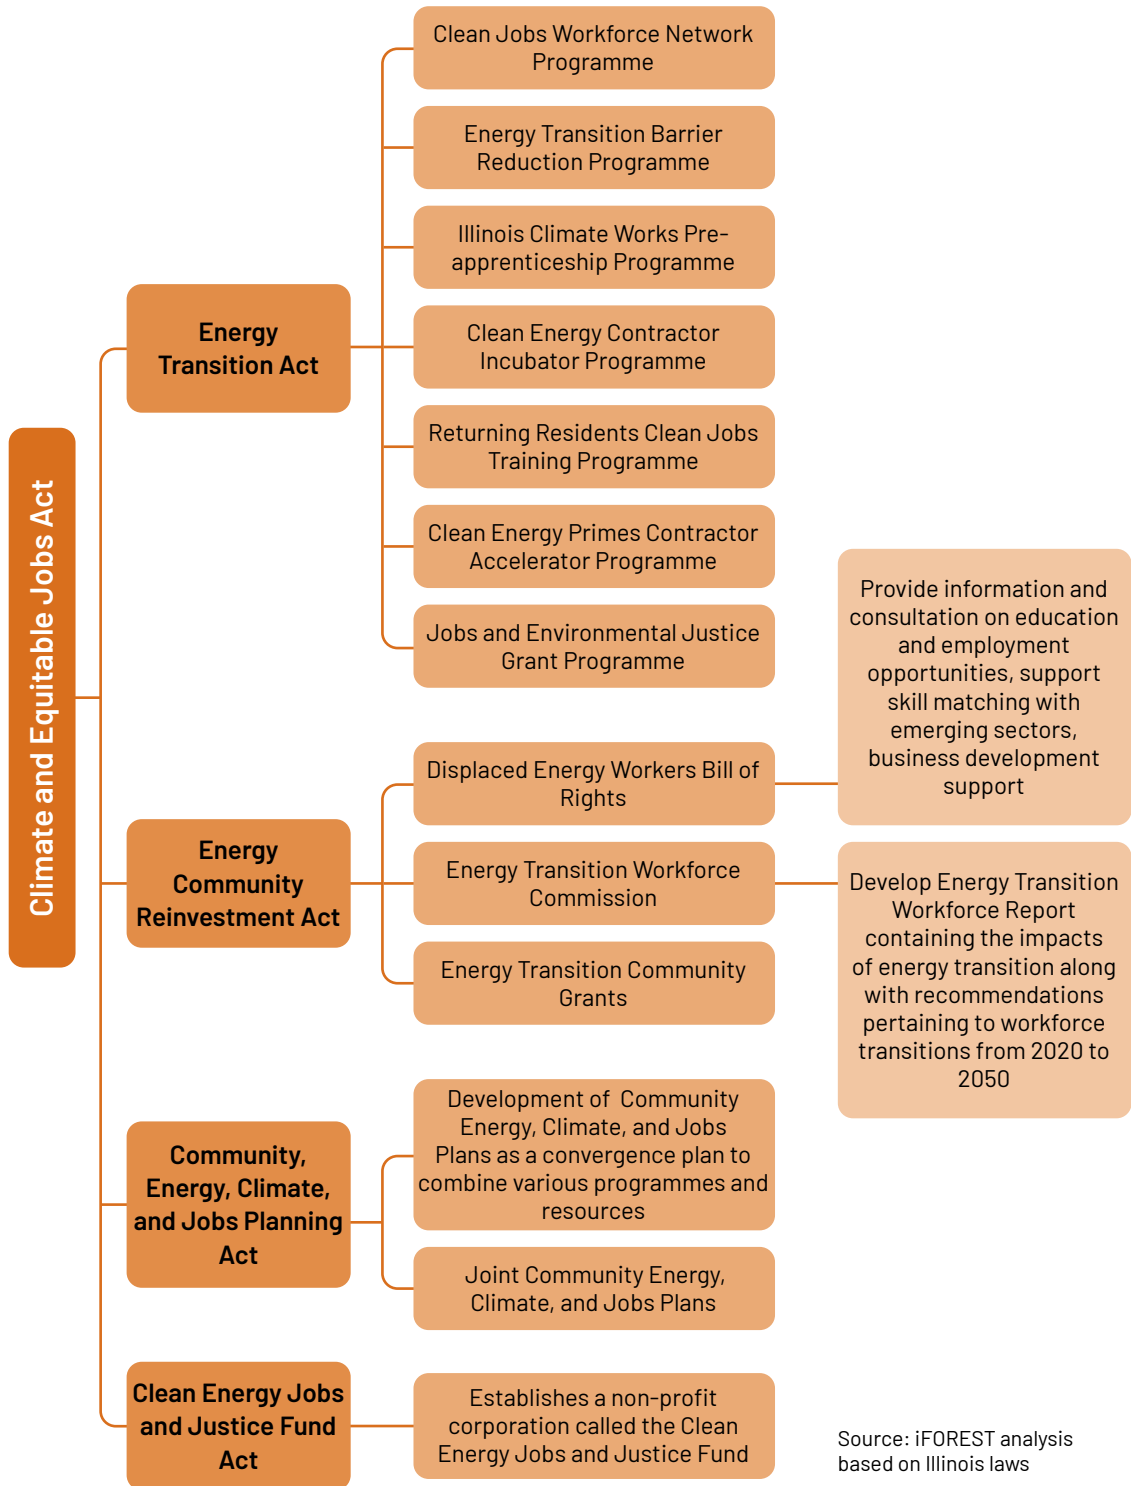 Climate and Equitable Jobs Act
Energy
Transition Act
Clean Jobs Workforce Network
Programme
Energy Transition Barrier
Reduction Programme
Illinois Climate Works Pre-
apprenticeship Programme
Clean Energy Contractor
Incubator Programme
Returning Residents Clean Jobs
Training Programme
Clean Energy Primes Contractor
Accelerator Programme
Jobs and Environmental Justice
Grant Programme
Energy
Community
Reinvestment Act
Displaced Energy Workers Bill of
Rights
Provide information and
consultation on education
and employment
opportunities, support
skill matching with
emerging sectors,
business development
support
Energy Transition Workforce
Commission
Develop Energy Transition
Workforce Report
containing the impacts
of energy transition along
with recommendations
pertaining to workforce
transitions from 2020 to
2050
Energy Transition Community
Grants
Community,
Energy, Climate,
and Jobs Planning
Act
Development of Community
Energy, Climate, and Jobs
Plans as a convergence plan to
combine various programmes and
resources
Joint Community Energy,
Climate, and Jobs Plans
Clean Energy Jobs
and Justice Fund
Act
Establishes a non-profit
corporation called the Clean
Energy Jobs and Justice Fund
Source: iFOREST analysis
based on Illinois laws